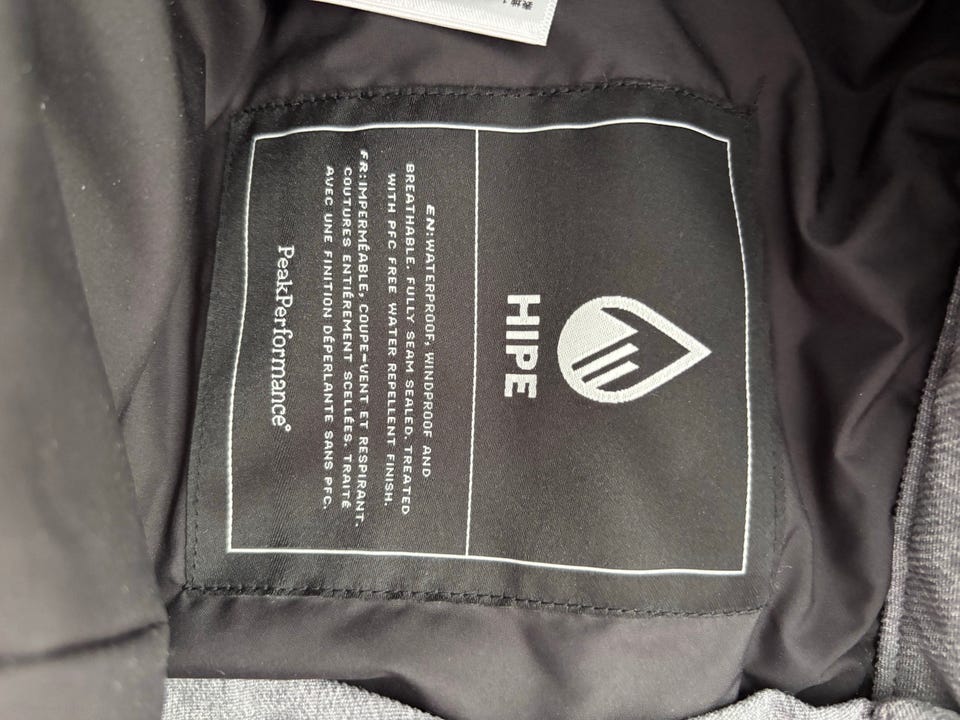 HIPE
EN:WATERPROOF, WINDPROOF AND
BREATHABLE. FULLY SEAM SEALED. TREATED
WITH PFC FREE WATER REPELLENT FINISH.
FR:IMPERMÉABLE, COUPE-VENT ET RESPIRANT.
COUTURES ENTIÉREMENT SCELLÉES. TRAITÉ
AVEC UNE FINITION DÉPERLANTE SANS PFC.
PeakPerformance®